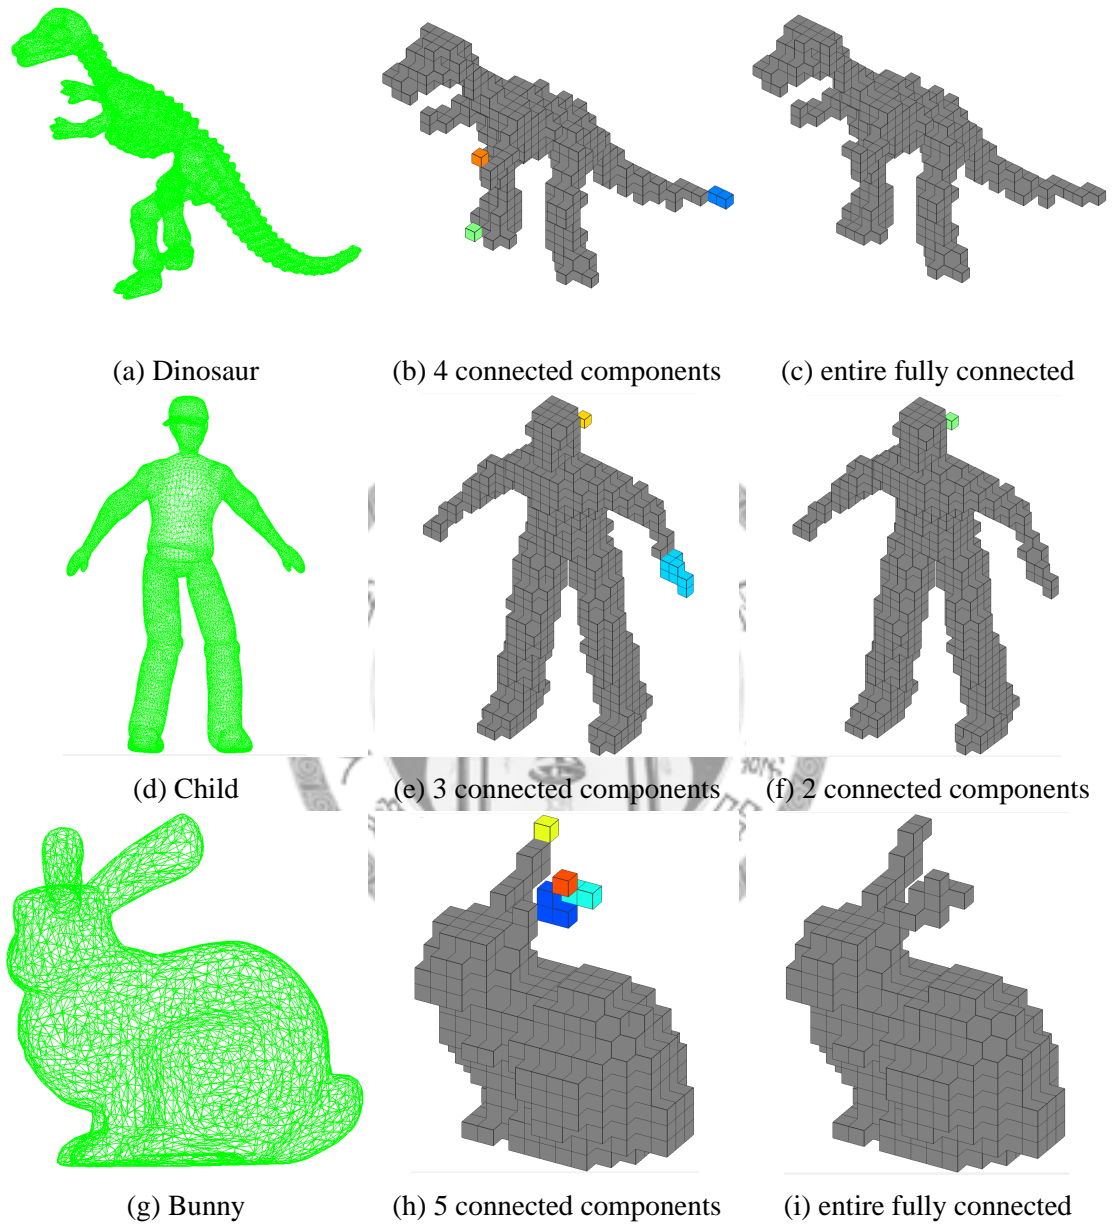 (a) Dinosaur
(b) 4 connected components
(c) entire fully connected
(d) Child
(e) 3 connected components
(f) 2 connected components
(g) Bunny
(h) 5 connected components
(i) entire fully connected